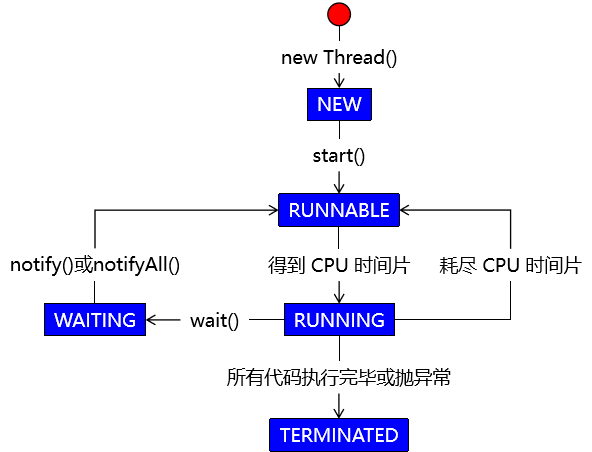 new Thread()
NEW
start()
RUNNABLE
notify()或notifyAll()
得到 CPU 时间片
耗尽 CPU 时间片
WAITING
wait()
RUNNING
所有代码执行完毕或抛异常
TERMINATED